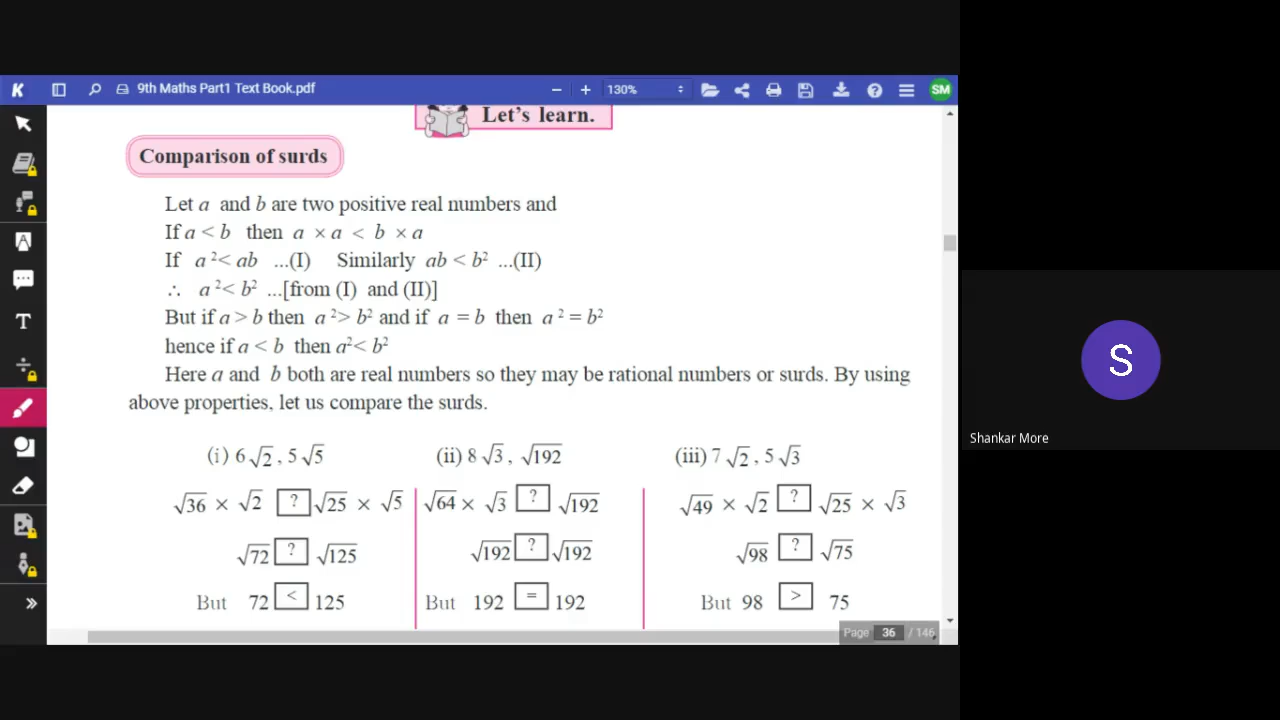 K 9th Maths Part1 Text Book.pdf 130% SM
Let's learn.
Comparison of surds
Let a and b are two positive real numbers and
If a < b then a × a < b × a
If a²< ab ...(I) Similarly ab < b² ...(II)
∴ a²< b² ...[from (I) and (II)]
But if a > b then a²> b² and if a = b then a² = b²
hence if a < b then a²< b²
Here a and b both are real numbers so they may be rational numbers or surds. By using
above properties, let us compare the surds.
(i) 6√2 , 5√5
√36 × √2 ? √25 × √5
√72 ? √125
But 72 < 125
(ii) 8√3 , √192
√64 × √3 ? √192
√192 ? √192
But 192 = 192
(iii) 7√2 , 5√3
√49 × √2 ? √25 × √3
√98 ? √75
But 98 > 75
Page 36 / 146
S
Shankar More